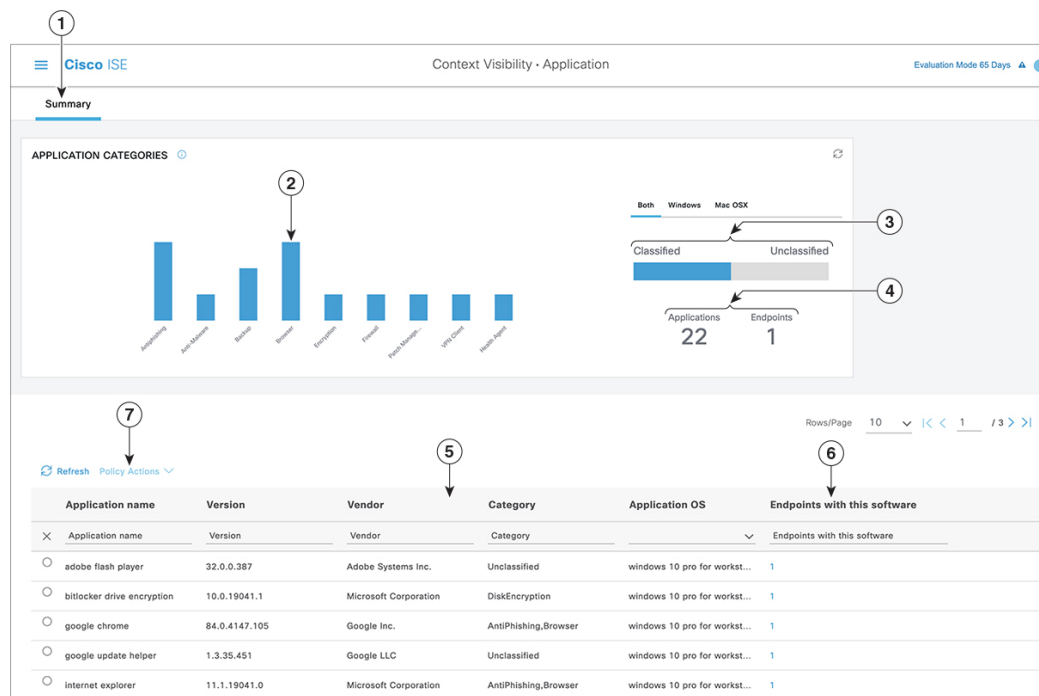 1
Cisco ISE
Context Visibility · Application
Evaluation Mode 65 Days
Summary
APPLICATION CATEGORIES
2
Both Windows Mac OSX
3
Classified Unclassified
4
Applications Endpoints
22 1
Antiphishing
Anti-Malware
Backup
Browser
Encryption
Firewall
Patch Manage...
VPN Client
Health Agent
7
Rows/Page 10 1 / 3
5
6
Refresh Policy Actions
Application name Version Vendor Category Application OS Endpoints with this software
Application name Version Vendor Category Endpoints with this software
adobe flash player 32.0.0.387 Adobe Systems Inc. Unclassified windows 10 pro for workst... 1
bitlocker drive encryption 10.0.19041.1 Microsoft Corporation DiskEncryption windows 10 pro for workst... 1
google chrome 84.0.4147.105 Google Inc. AntiPhishing,Browser windows 10 pro for workst... 1
google update helper 1.3.35.451 Google LLC Unclassified windows 10 pro for workst... 1
internet explorer 11.1.19041.0 Microsoft Corporation AntiPhishing,Browser windows 10 pro for workst... 1